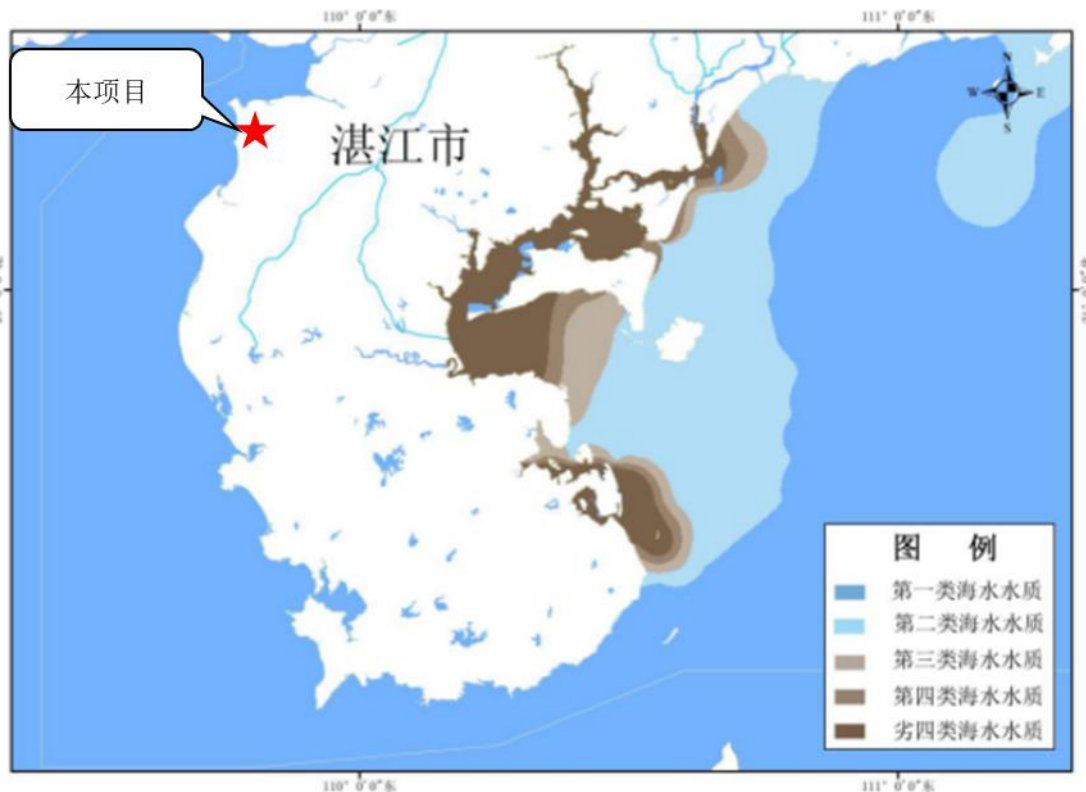 110° 0'0"东
111° 0'0"东
本项目
N
W
E
S
湛江市
图 例
第一类海水水质
第二类海水水质
第三类海水水质
第四类海水水质
劣四类海水水质
110° 0'0"东
111° 0'0"东